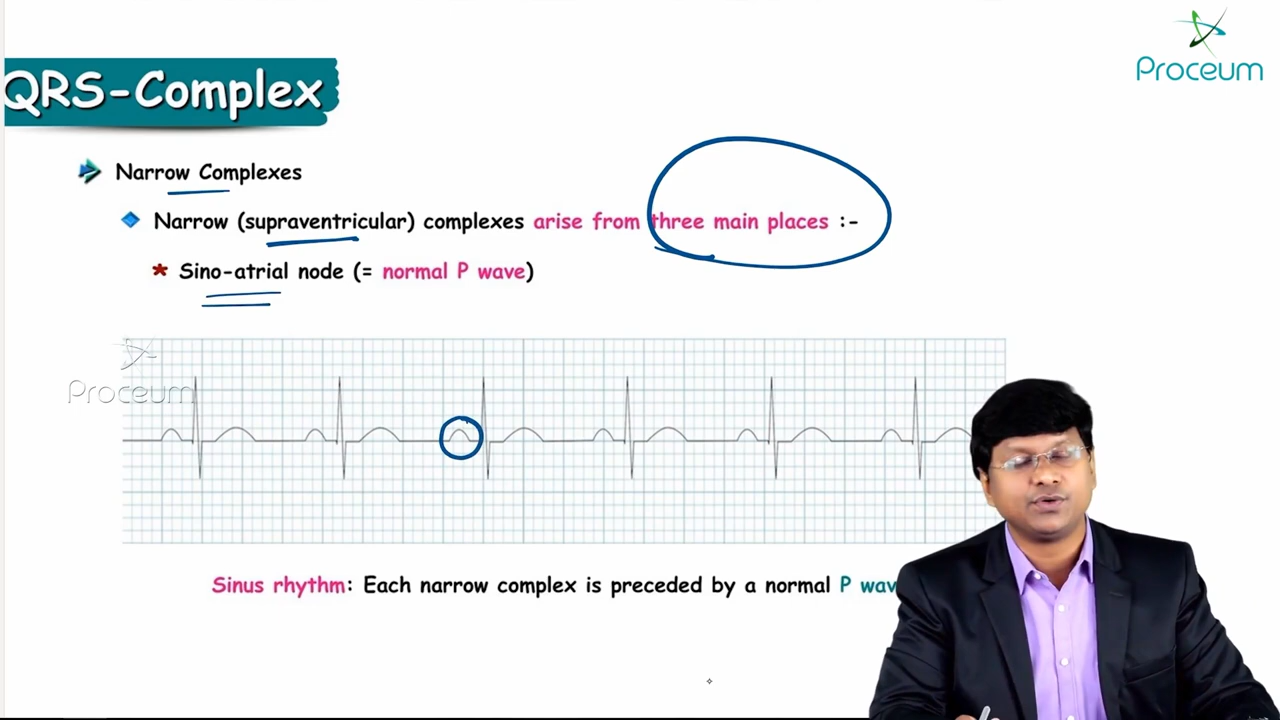 Proceum
QRS-Complex
Narrow Complexes
Narrow (supraventricular) complexes arise from three main places :-
* Sino-atrial node (= normal P wave)
Proceum
Sinus rhythm: Each narrow complex is preceded by a normal P wav